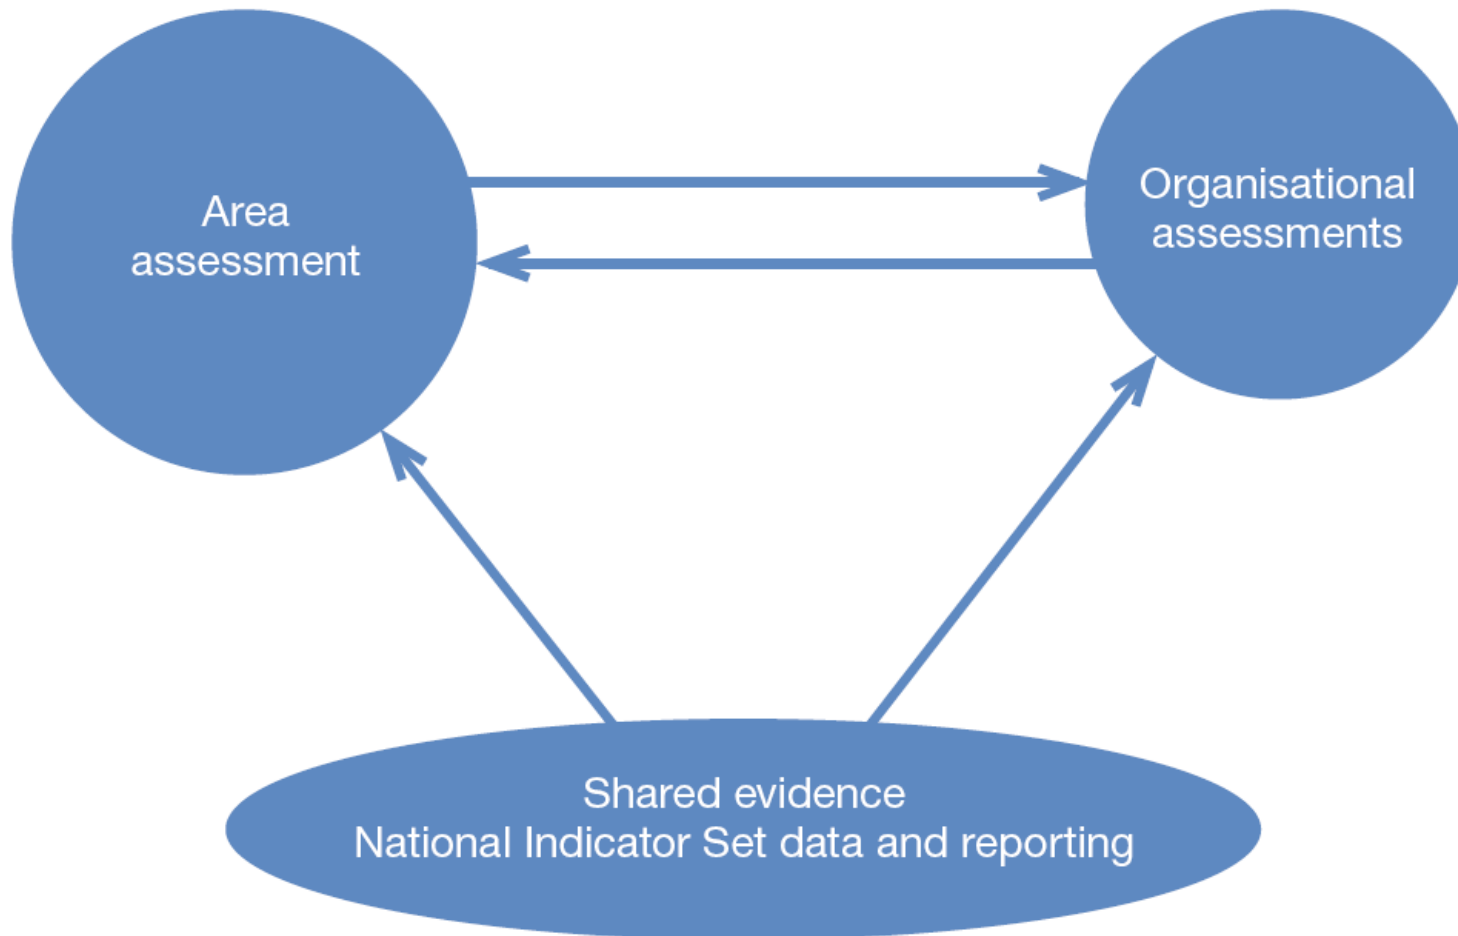 Area
assessment
Organisational
assessments
Shared evidence
National Indicator Set data and reporting